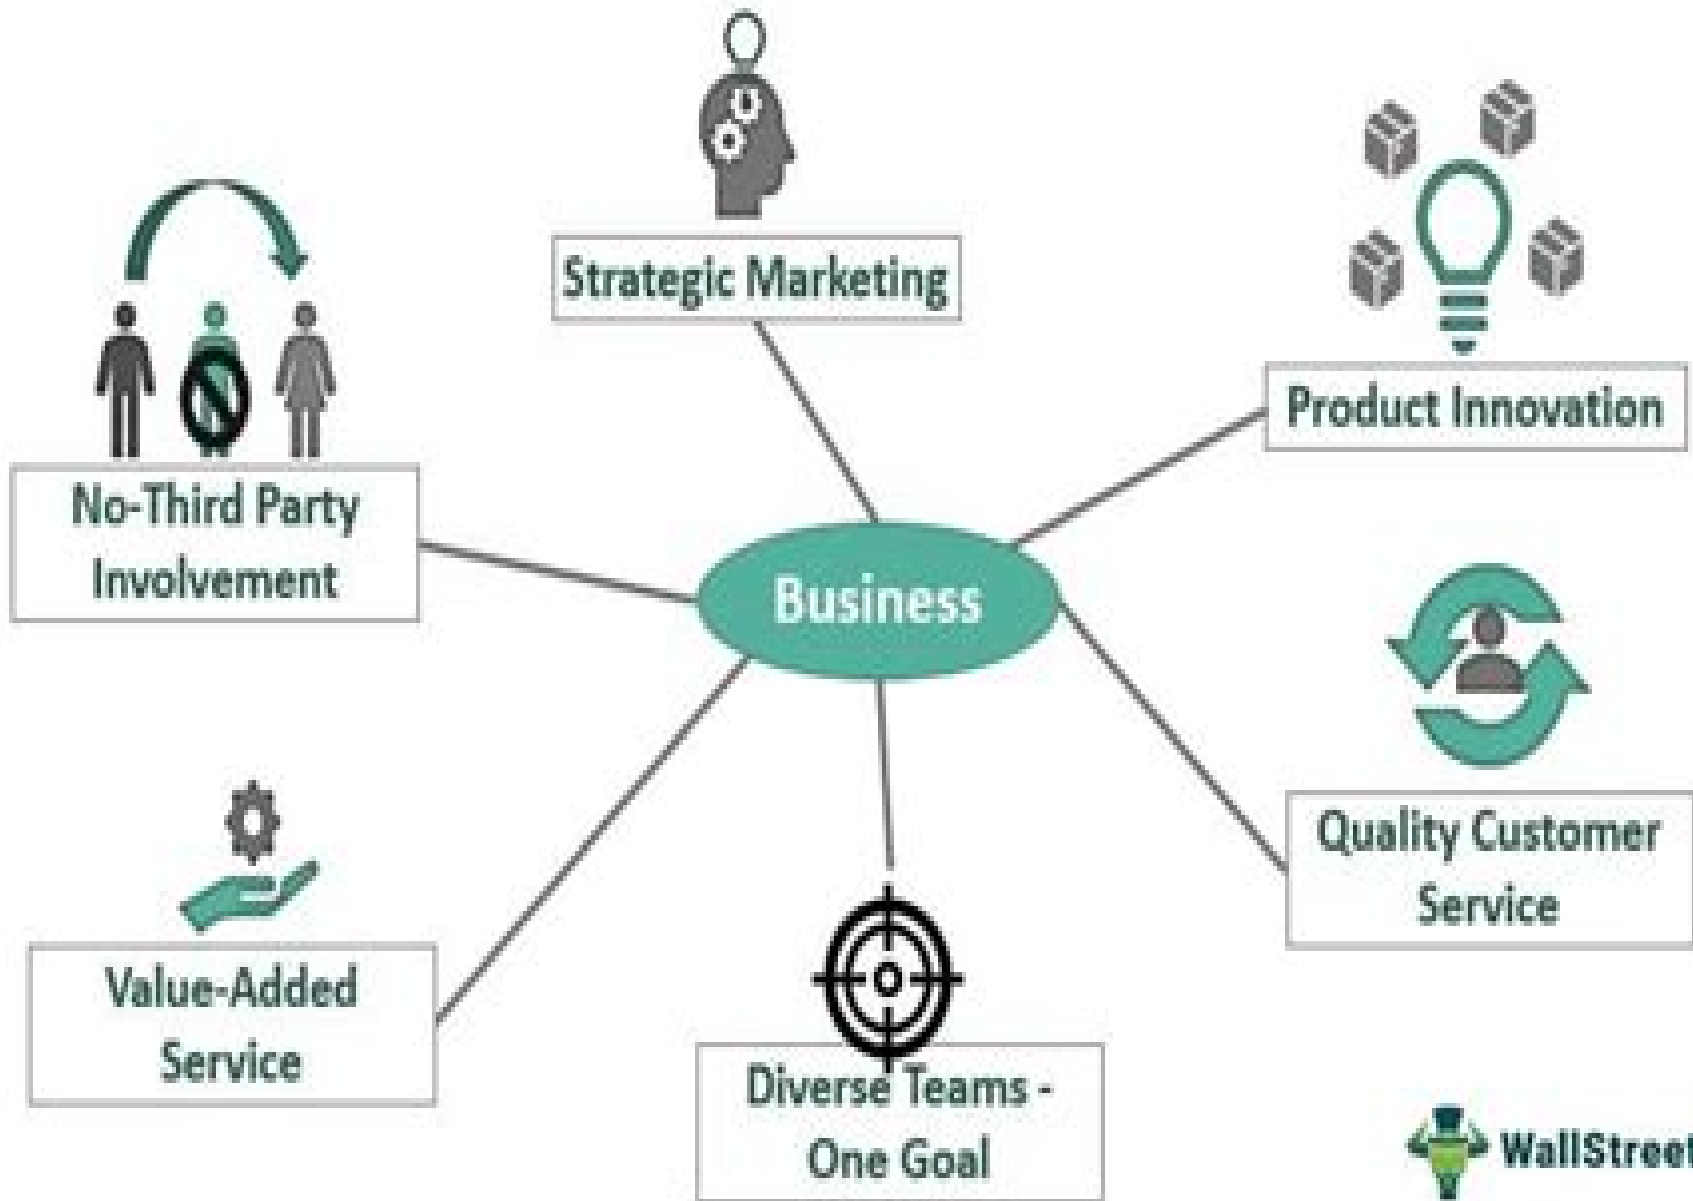 Strategic Marketing
Product Innovation
No-Third Party
Involvement
Business
Quality Customer
Service
Value-Added
Service
Diverse Teams -
One Goal
WallStreet